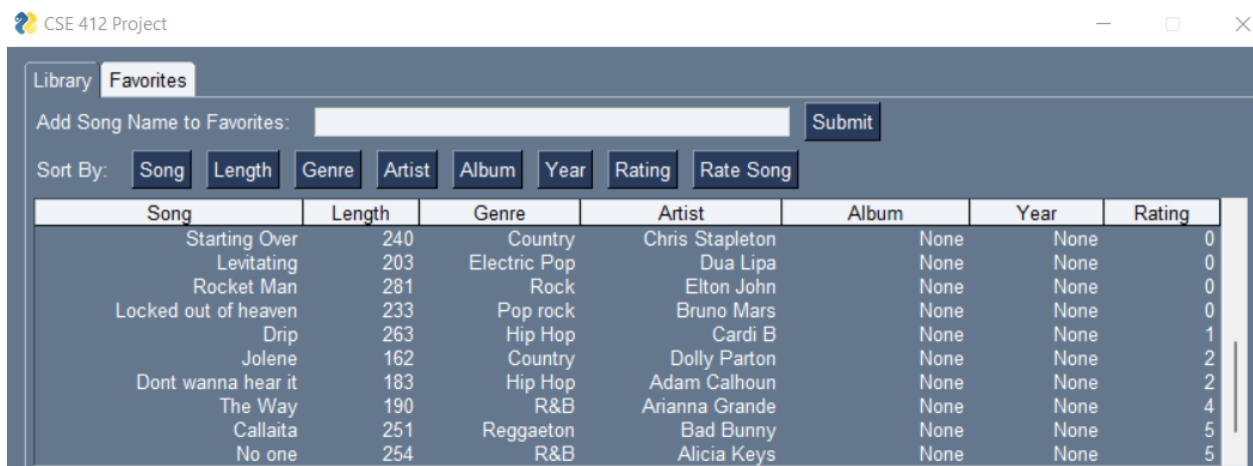 CSE 412 Project
Library Favorites
Add Song Name to Favorites: Submit
Sort By: Song Length Genre Artist Album Year Rating Rate Song
Song Length Genre Artist Album Year Rating
Starting Over 240 Country Chris Stapleton None None 0
Levitating 203 Electric Pop Dua Lipa None None 0
Rocket Man 281 Rock Elton John None None 0
Locked out of heaven 233 Pop rock Bruno Mars None None 0
Drip 263 Hip Hop Cardi B None None 1
Jolene 162 Country Dolly Parton None None 2
Dont wanna hear it 183 Hip Hop Adam Calhoun None None 2
The Way 190 R&B Arianna Grande None None 4
Callaita 251 Reggaeton Bad Bunny None None 5
No one 254 R&B Alicia Keys None None 5